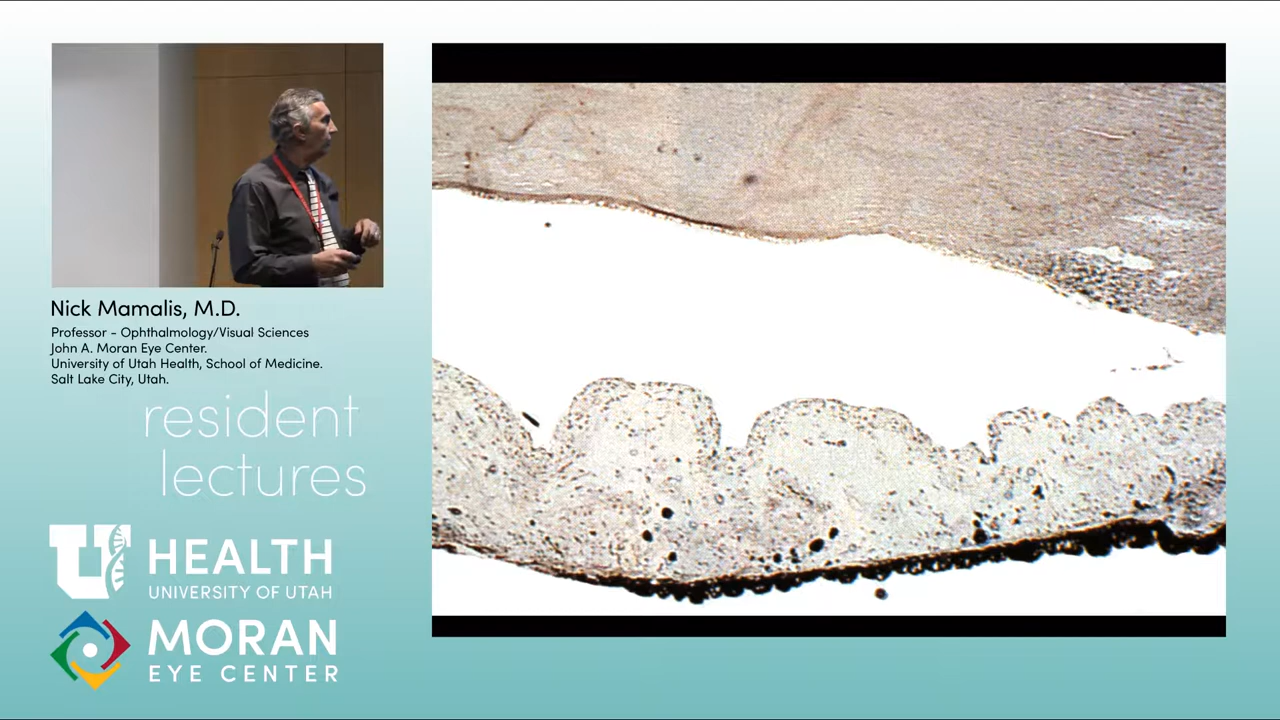 Nick Mamalis, M.D.
Professor - Ophthalmology/Visual Sciences
John A. Moran Eye Center.
University of Utah Health, School of Medicine.
Salt Lake City, Utah.
resident
lectures
U HEALTH
UNIVERSITY OF UTAH
MORAN
EYE CENTER